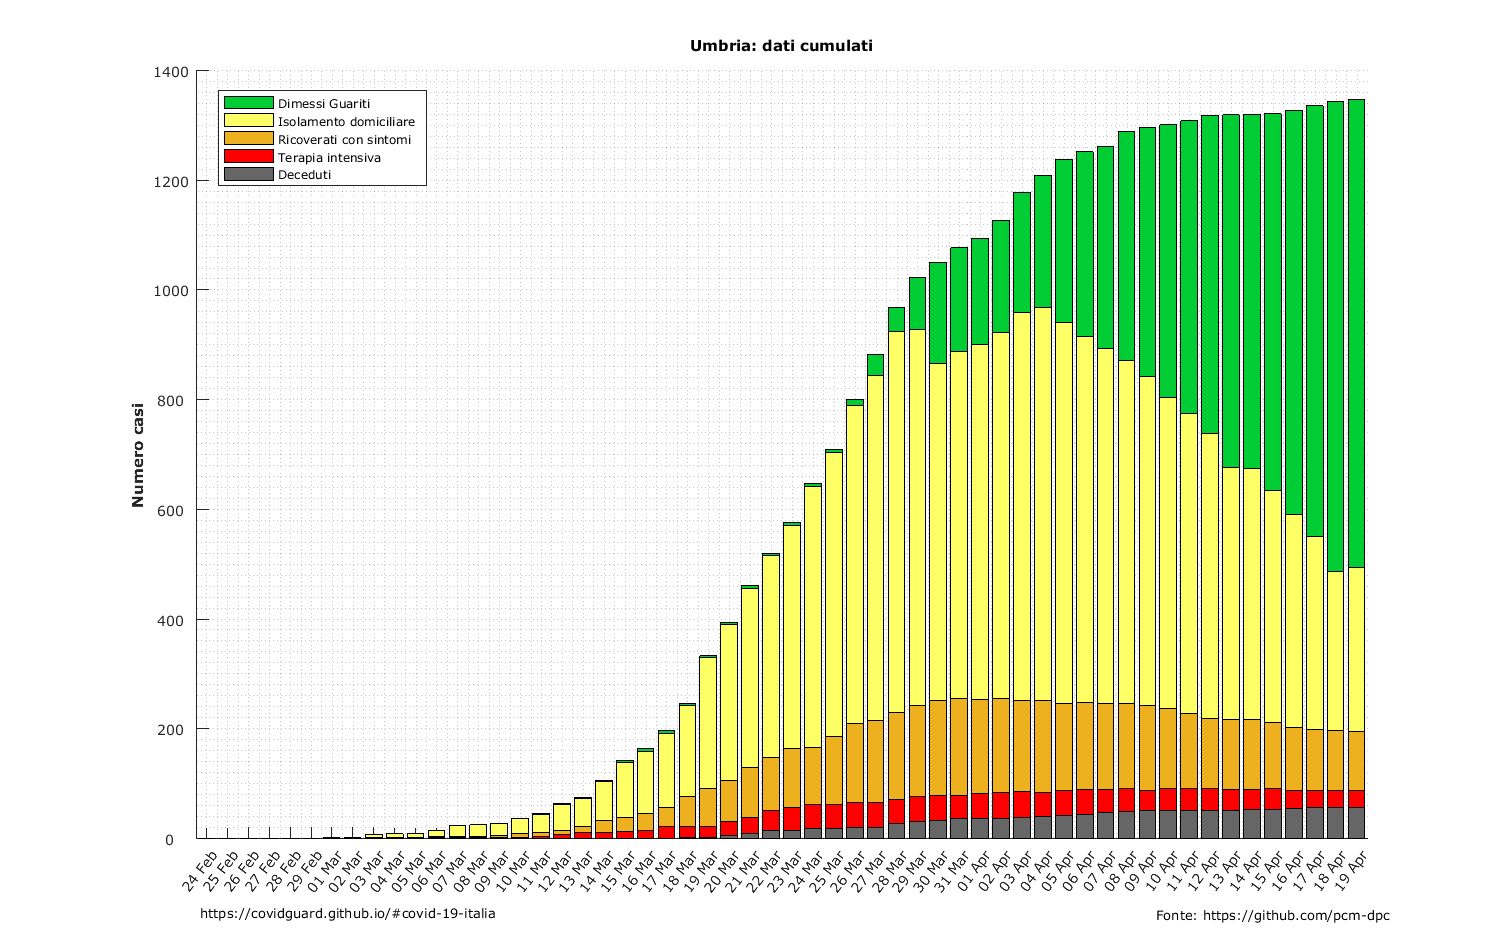 Umbria: dati cumulati
1400
1200
1000
800
600
400
200
0
Numero casi
Dimessi Guariti
Isolamento domiciliare
Ricoverati con sintomi
Terapia intensiva
Deceduti
24 Feb
25 Feb
26 Feb
27 Feb
28 Feb
29 Feb
01 Mar
02 Mar
03 Mar
04 Mar
05 Mar
06 Mar
07 Mar
08 Mar
09 Mar
10 Mar
11 Mar
12 Mar
13 Mar
14 Mar
15 Mar
16 Mar
17 Mar
18 Mar
19 Mar
20 Mar
21 Mar
22 Mar
23 Mar
24 Mar
25 Mar
26 Mar
27 Mar
28 Mar
29 Mar
30 Mar
31 Mar
01 Apr
02 Apr
03 Apr
04 Apr
05 Apr
06 Apr
07 Apr
08 Apr
09 Apr
10 Apr
11 Apr
12 Apr
13 Apr
14 Apr
15 Apr
16 Apr
17 Apr
18 Apr
19 Apr
https://covidguard.github.io/#covid-19-italia
Fonte: https://github.com/pcm-dpc